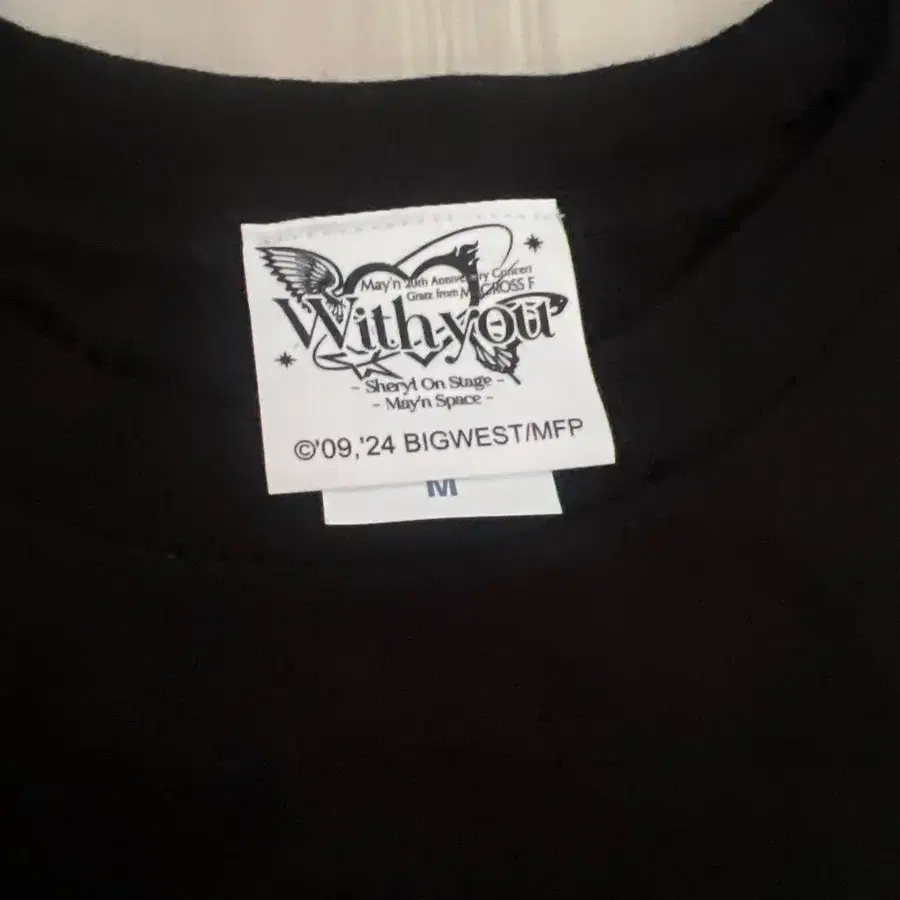 May'n 20th Anniversary Concert
Gratz from MACROSS F
With you
- Sheryl On Stage -
- May'n Space -
©'09,'24 BIGWEST/MFP
M